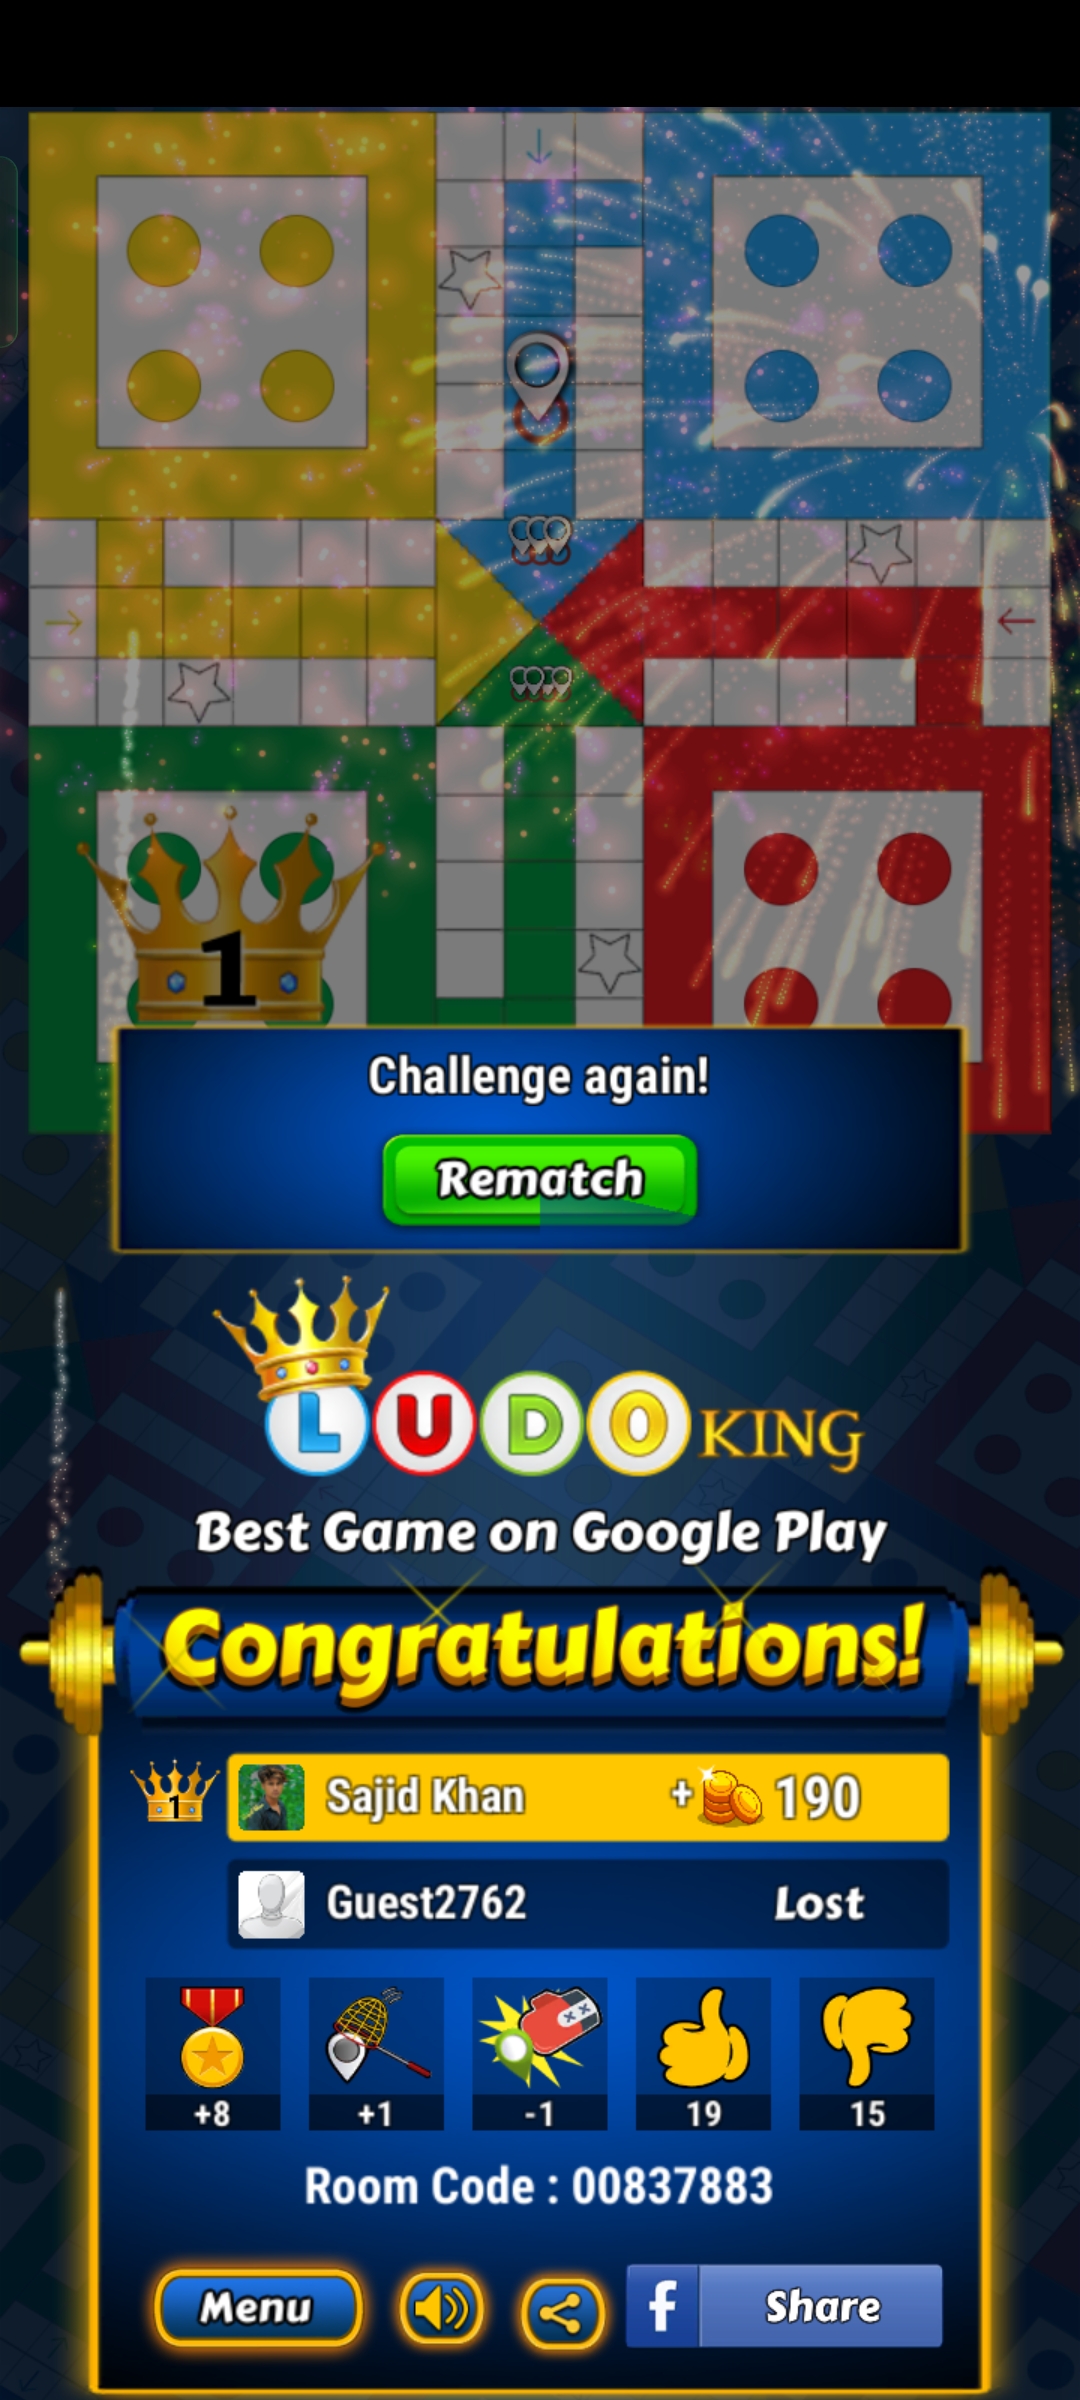 1
Challenge again!
Rematch
LUDO KING
Best Game on Google Play
Congratulations!
1 Sajid Khan + 190
Guest2762 Lost
+8 +1 -1 19 15
Room Code : 00837883
Menu f Share